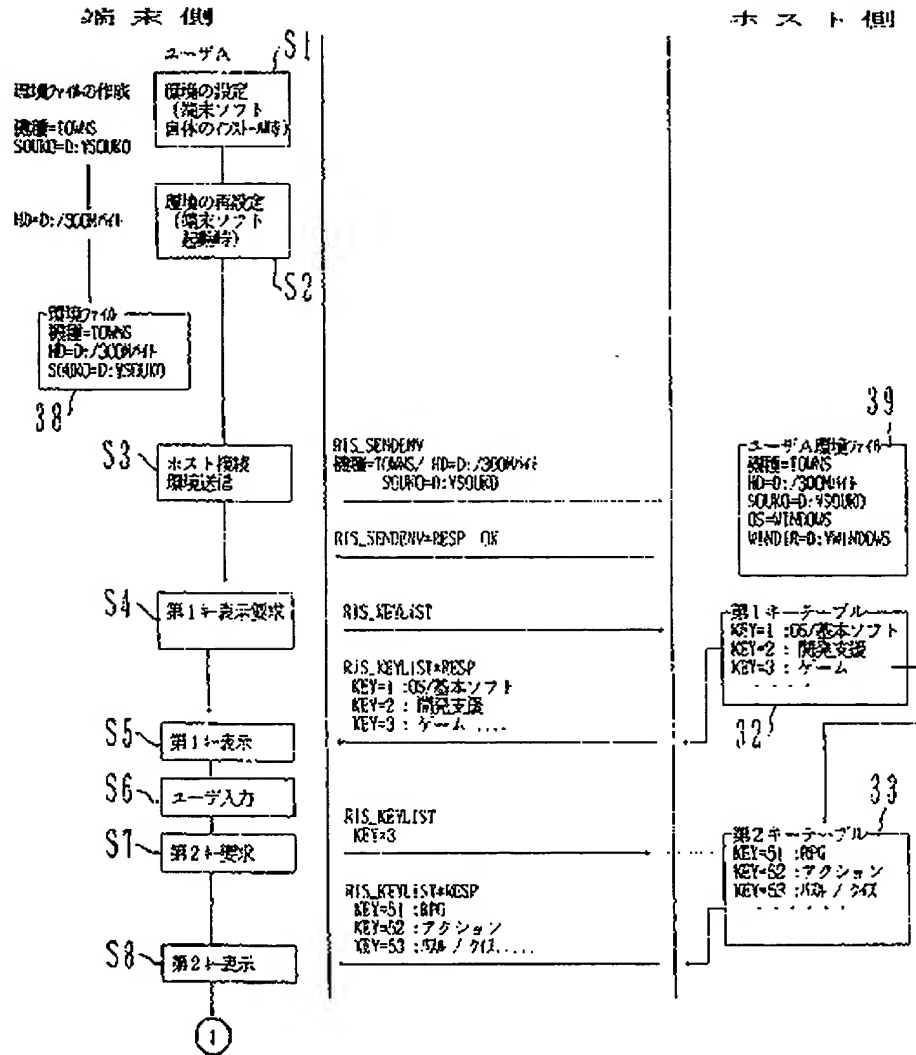 端末側
ホスト側
ユーザA
S1
環境ファイルの作成
機種=TOWNS
SOUKO=D:¥SOUKO
環境の設定
(端末ソフト
自体のインストール時)
HD=D:/300Mバイト
環境の再設定
(端末ソフト
起動時)
S2
環境ファイル
機種=TOWNS
HD=D:/300Mバイト
SOUKO=D:¥SOUKO
38
S3
ホスト接続
環境送信
RIS_SENDENV
機種=TOWNS/ HD=D:/300Mバイト
SOUKO=D:¥SOUKO
39
ユーザA環境ファイル
機種=TOWNS
HD=D:/300Mバイト
SOUKO=D:¥SOUKO
OS=WINDOWS
WINDIR=D:¥WINDOWS
RIS_SENDENV*RESP OK
S4
第1キー表示要求
RIS_KEYLIST
第1キーテーブル
KEY=1 :OS/基本ソフト
KEY=2 : 開発支援
KEY=3 : ゲーム
.....
32
RIS_KEYLIST*RESP
KEY=1 :OS/基本ソフト
KEY=2 : 開発支援
KEY=3 : ゲーム ....
S5
第1キー表示
S6
ユーザ入力
S7
第2キー要求
RIS_KEYLIST
KEY=3
33
第2キーテーブル
KEY=51 :RPG
KEY=52 :アクション
KEY=53 :パズル / クイズ
......
RIS_KEYLIST*RESP
KEY=51 :RPG
KEY=52 :アクション
KEY=53 :パズル / クイズ.....
S8
第2キー表示
1